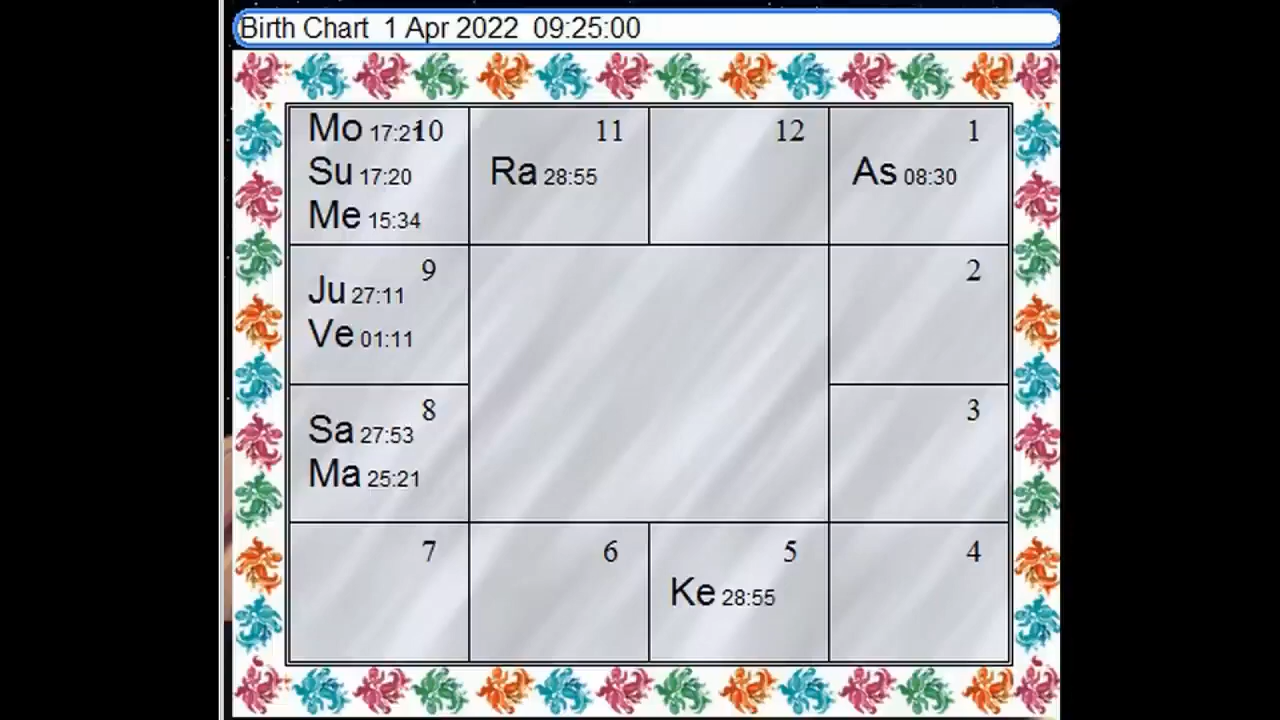 Birth Chart 1 Apr 2022 09:25:00
Mo 17:21 10
Su 17:20
Me 15:34
11
Ra 28:55
12
1
As 08:30
9
Ju 27:11
Ve 01:11
2
8
Sa 27:53
Ma 25:21
3
7
6
5
Ke 28:55
4